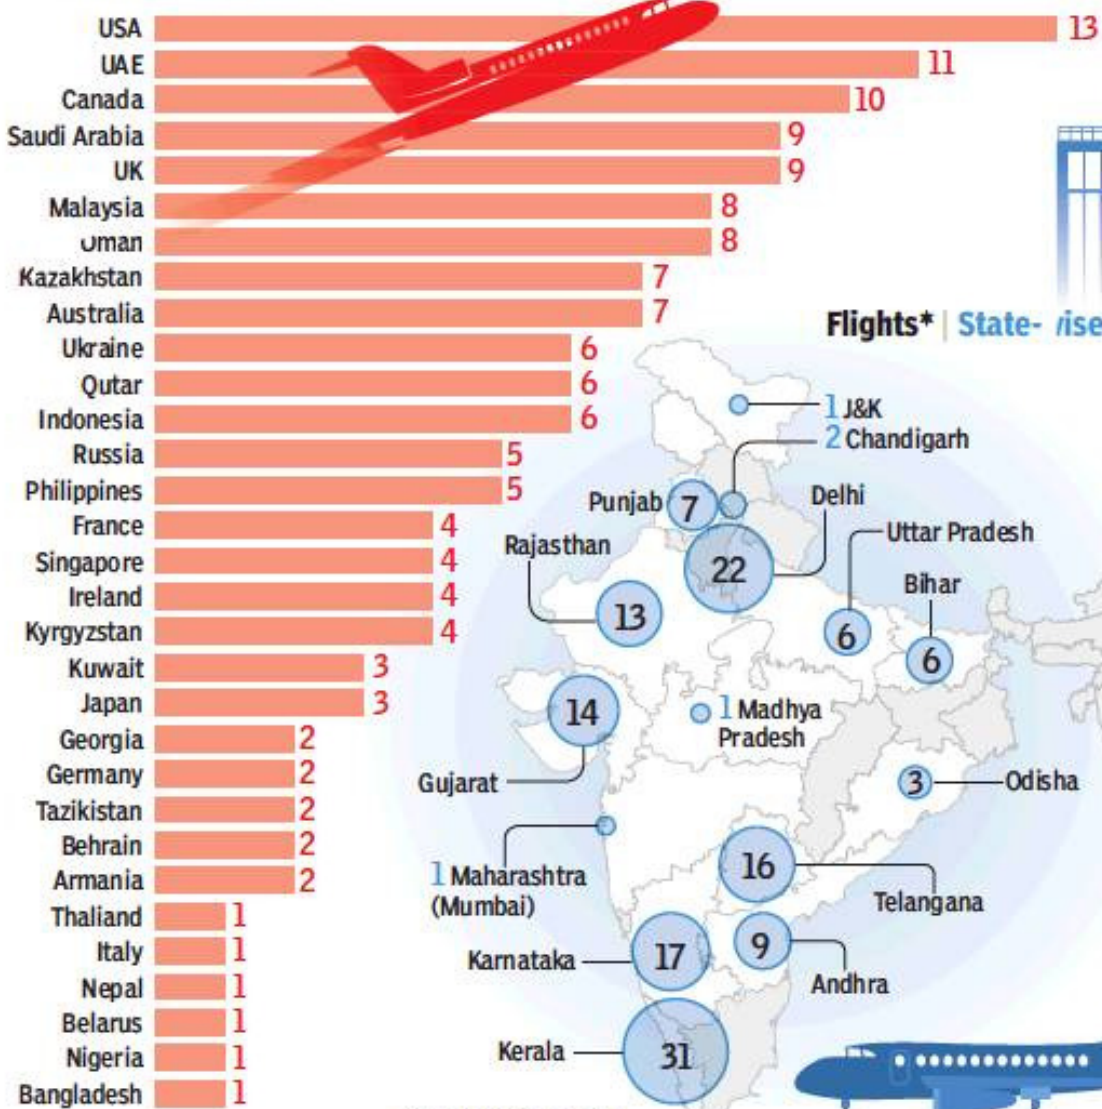 USA 13
UAE 11
Canada 10
Saudi Arabia 9
UK 9
Malaysia 8
Oman 8
Kazakhstan 7
Australia 7
Ukraine 6
Qutar 6
Indonesia 6
Russia 5
Philippines 5
France 4
Singapore 4
Ireland 4
Kyrgyzstan 4
Kuwait 3
Japan 3
Georgia 2
Germany 2
Tazikistan 2
Behrain 2
Armania 2
Thaliand 1
Italy 1
Nepal 1
Belarus 1
Nigeria 1
Bangladesh 1
Flights* | State-wise
1 J&K
2 Chandigarh
Punjab 7
Delhi
22
Rajasthan
13
Uttar Pradesh
6
Bihar
6
14
Gujarat
1 Madhya
Pradesh
3 Odisha
1 Maharashtra
(Mumbai)
16
Telangana
Karnataka 17
9
Andhra
Kerala 31